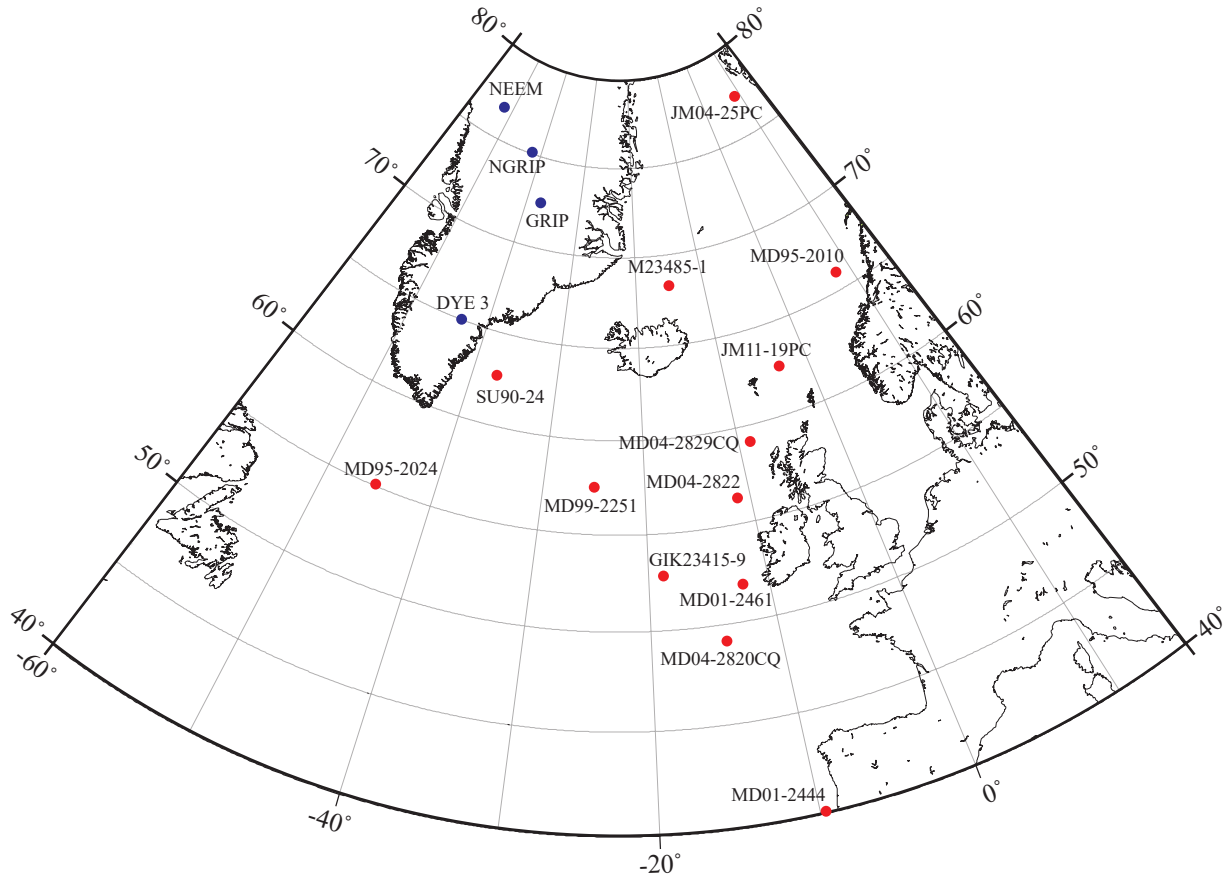 80°
80°
NEEM
JM04-25PC
NGRIP
70°
70°
GRIP
MD95-2010
M23485-1
DYE 3
60°
60°
JM11-19PC
SU90-24
MD04-2829CQ
MD95-2024
50°
50°
MD04-2822
MD99-2251
GIK23415-9
MD01-2461
40°
40°
-60°
MD04-2820CQ
MD01-2444
0°
-40°
-20°